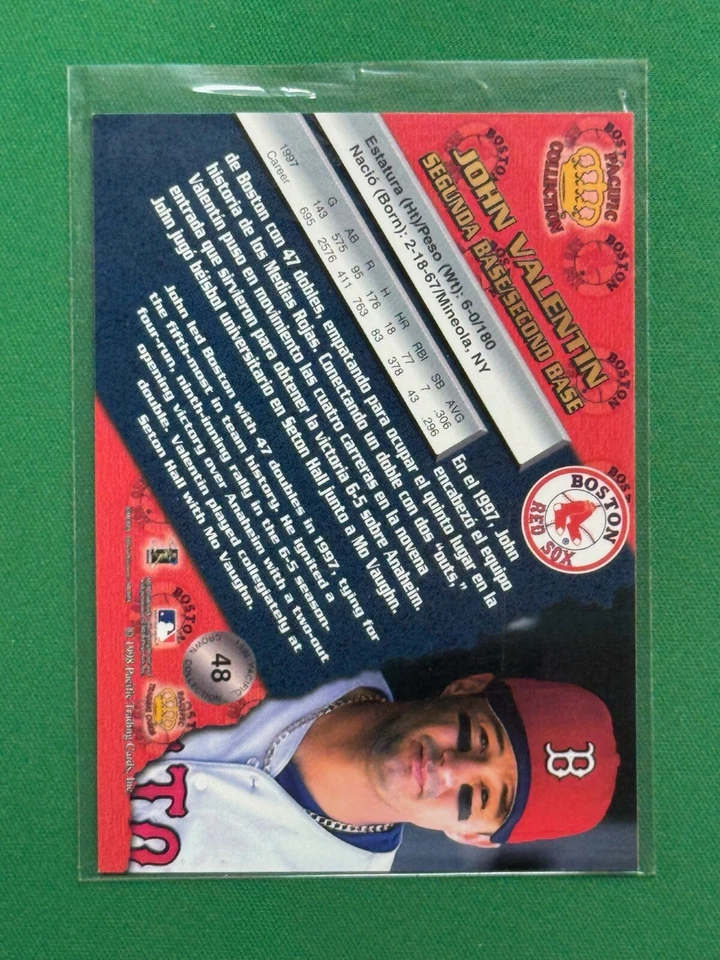 PACIFIC
COLLECTION
JOHN VALENTIN
SEGUNDA BASE/SECOND BASE
Estatura (Ht)/Peso (Wt): 6-0/180
Nació (Born): 2-18-67/Mineola, NY
G AB R H HR RBI SB AVG
1997 143 575 95 176 18 77 7 .306
Career 695 2576 411 763 83 378 43 .296
BOSTON
RED SOX
En el 1997, John
encabezó el equipo
de Boston con 47 dobles, empatando para ocupar el quinto lugar en la
historia de los Medias Rojas. Conectando un doble con dos "outs,"
Valentin puso en movimiento las cuatro carreras en la novena
entrada que sirvieron para obtener la victoria 6-5 sobre Anaheim.
John jugó béisbol universitario en Seton Hall junto a Mo Vaughn.
John led Boston with 47 doubles in 1997, tying for
the fifth-most in team history. He ignited a
four-run, ninth-inning rally in the 6-5 season-
opening victory over Anaheim with a two-out
double. Valentin played collegiately at
Seton Hall with Mo Vaughn.
48
© 1998 Pacific Trading Cards, Inc.
B